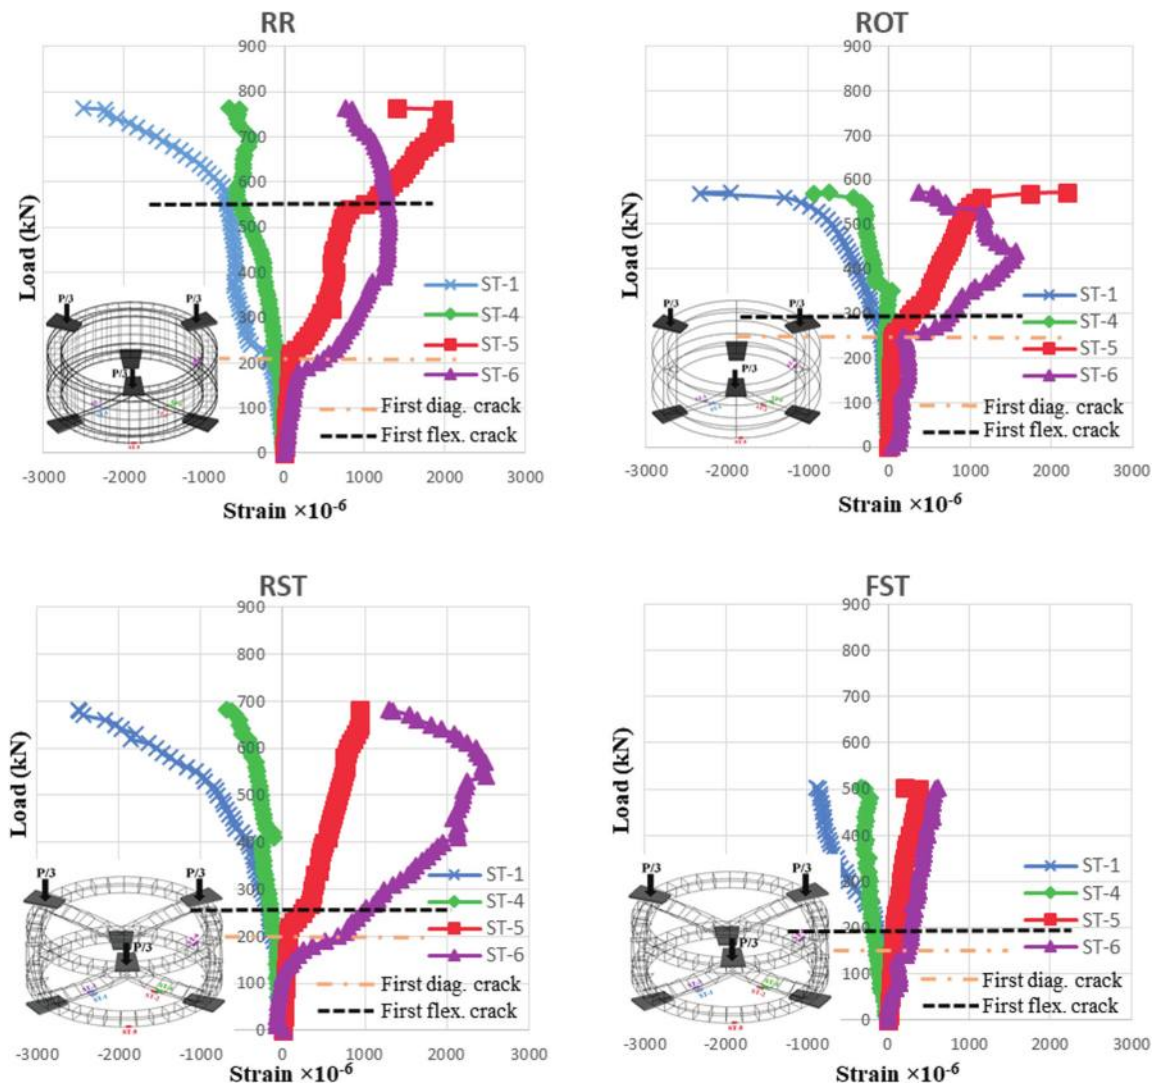 RR
900
800
700
600
500
400
300
200
100
0
-3000 -2000 -1000 0 1000 2000 3000
Load (kN)
Strain ×10-6
P/3 P/3
P/3
ST-1
ST-4
ST-5
ST-6
First diag. crack
First flex. crack
ROT
900
800
700
600
500
400
300
200
100
0
-3000 -2000 -1000 0 1000 2000 3000
Load (kN)
Strain ×10-6
P/3 P/3
P/3
ST-1
ST-4
ST-5
ST-6
First diag. crack
First flex. crack
RST
900
800
700
600
500
400
300
200
100
0
-3000 -2000 -1000 0 1000 2000 3000
Load (kN)
Strain ×10-6
P/3 P/3
P/3
ST-1
ST-4
ST-5
ST-6
First diag. crack
First flex. crack
FST
900
800
700
600
500
400
300
200
100
0
-3000 -2000 -1000 0 1000 2000 3000
Load (kN)
Strain ×10-6
P/3 P/3
P/3
ST-1
ST-4
ST-5
ST-6
First diag. crack
First flex. crack